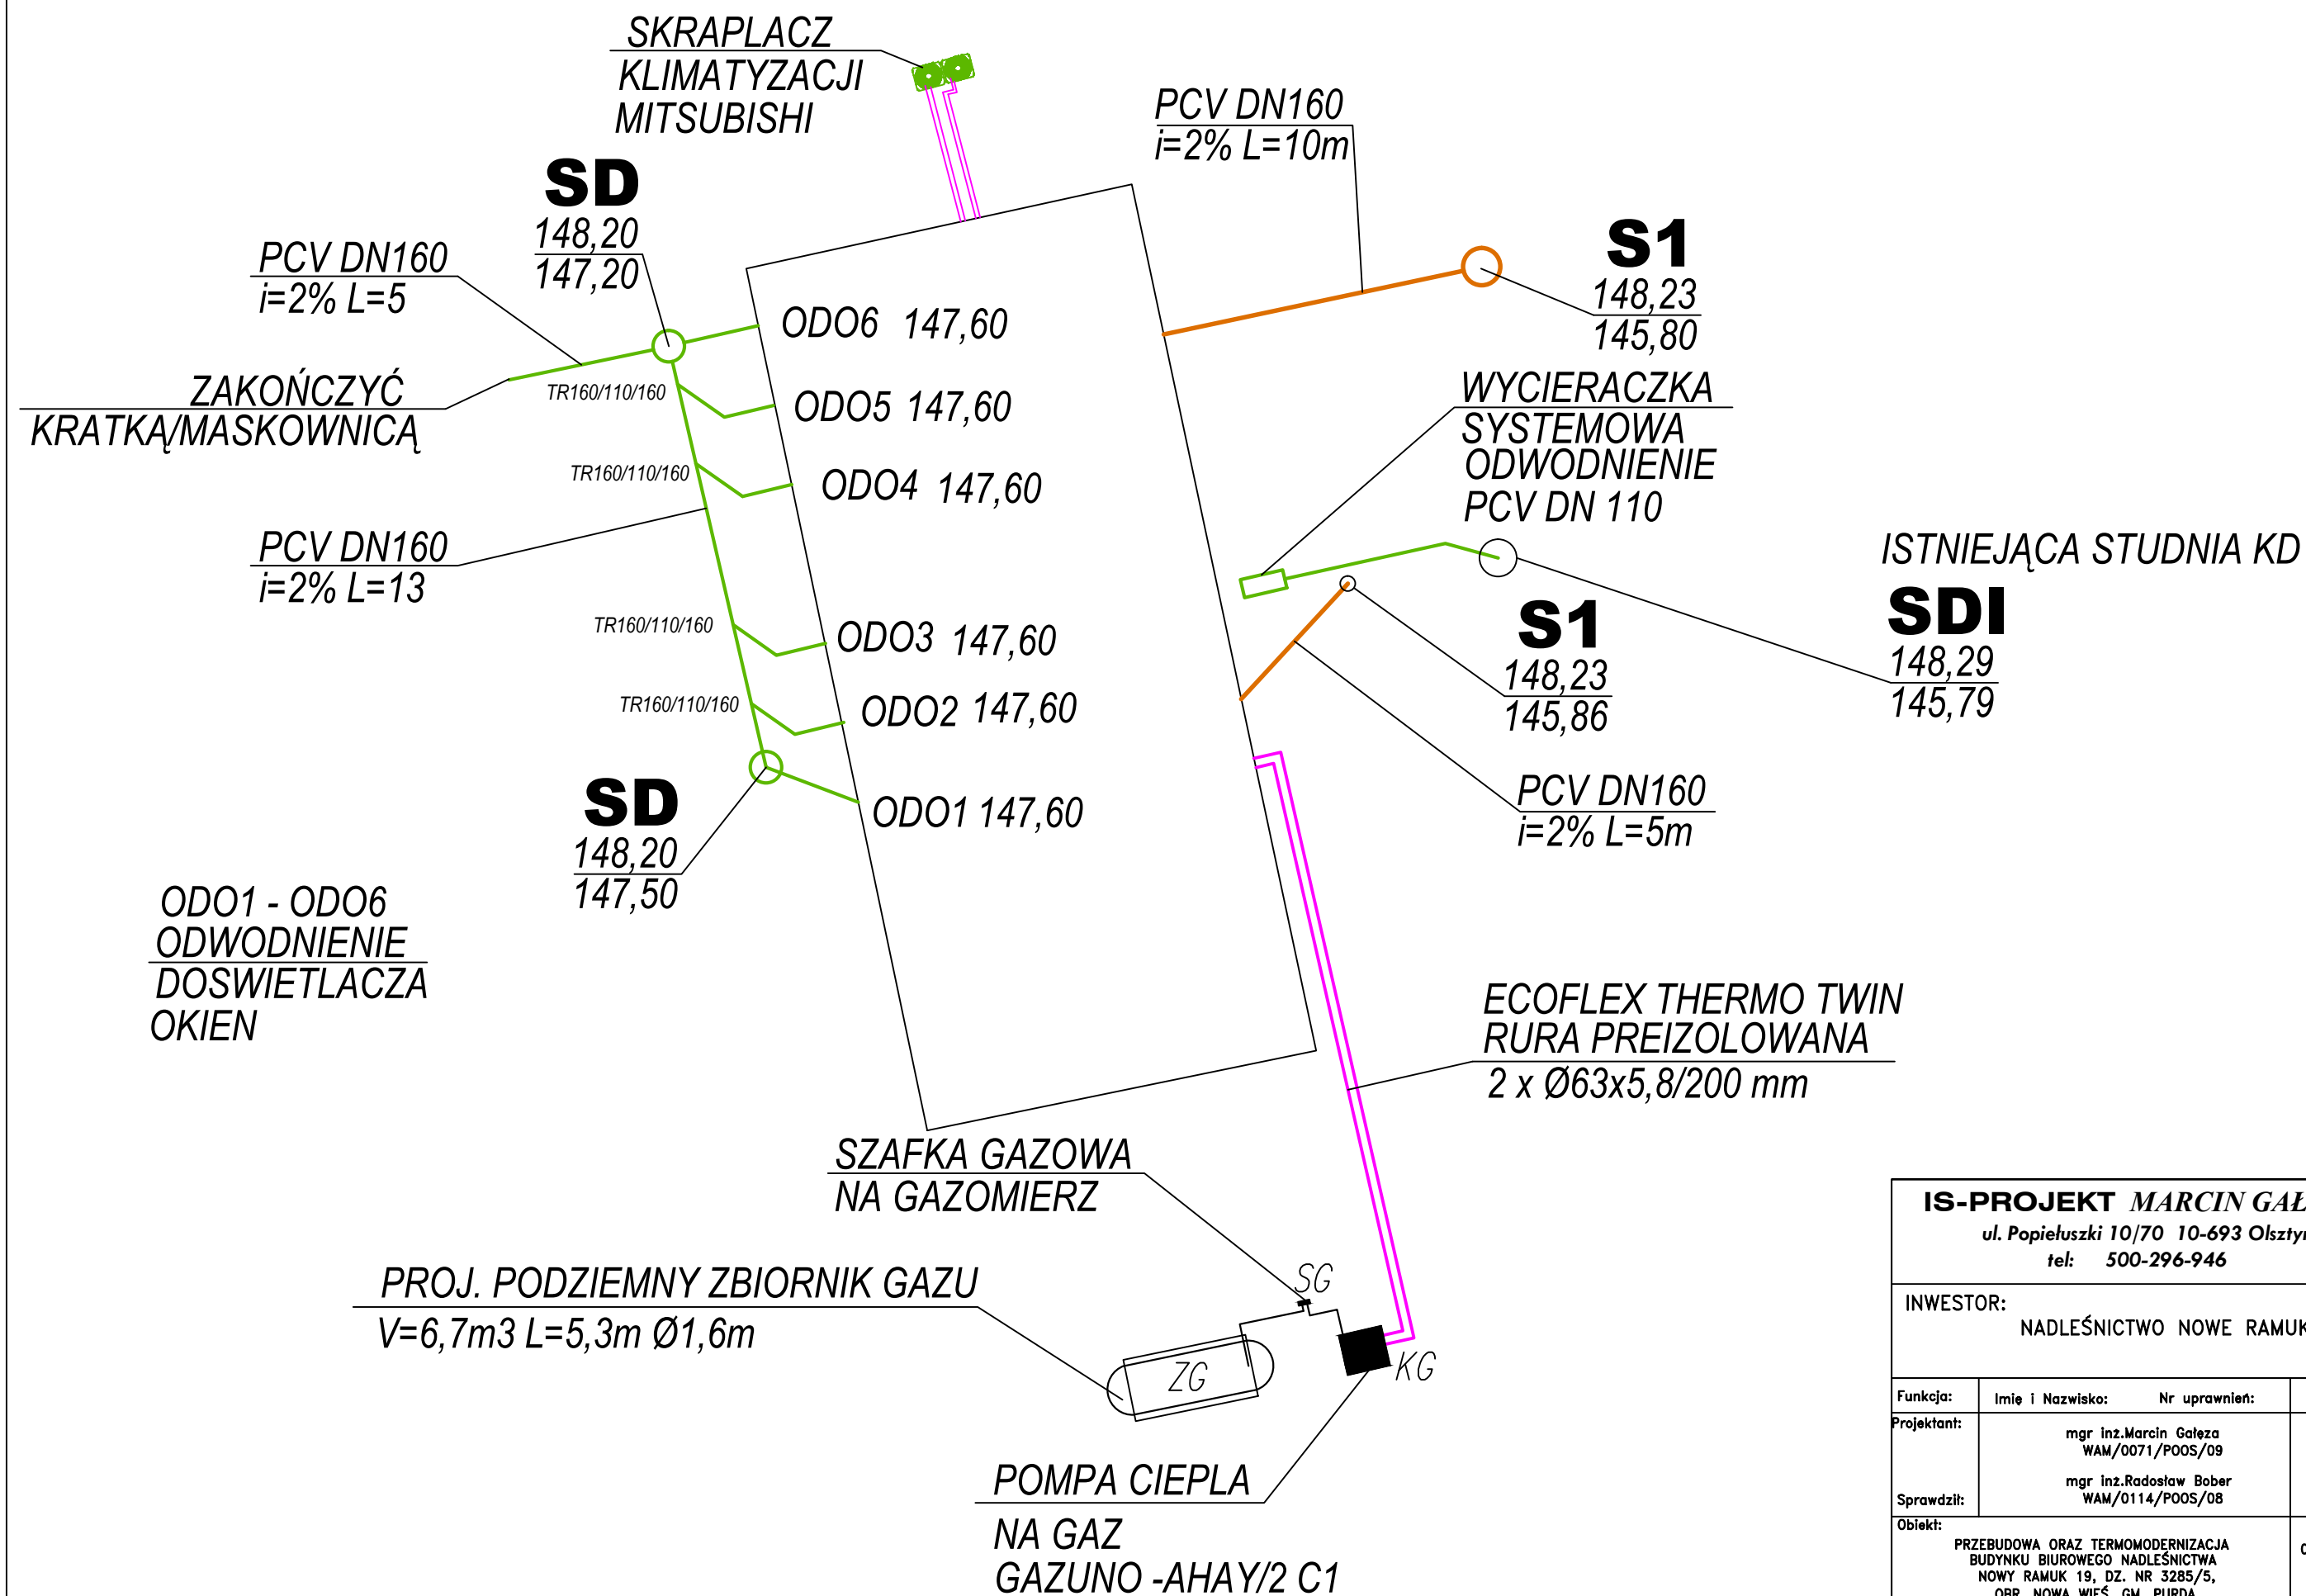 SKRAPLACZ
KLIMATYZACJI
MITSUBISHI
PCV DN160
i=2% L=10m
SD
148,20
147,20
S1
148,23
145,80
PCV DN160
i=2% L=5
ODO6 147,60
ZAKOŃCZYĆ
KRATKĄ/MASKOWNICĄ
TR160/110/160
ODO5 147,60
WYCIERACZKA
SYSTEMOWA
ODWODNIENIE
PCV DN 110
TR160/110/160
ODO4 147,60
PCV DN160
i=2% L=13
ISTNIEJĄCA STUDNIA KD
SDI
148,29
145,79
TR160/110/160
ODO3 147,60
S1
148,23
145,86
TR160/110/160
ODO2 147,60
SD
148,20
147,50
ODO1 147,60
PCV DN160
i=2% L=5m
ODO1 - ODO6
ODWODNIENIE
DOSWIETLACZA
OKIEN
ECOFLEX THERMO TWIN
RURA PREIZOLOWANA
2 x Ø63x5,8/200 mm
SZAFKA GAZOWA
NA GAZOMIERZ
PROJ. PODZIEMNY ZBIORNIK GAZU
V=6,7m3 L=5,3m Ø1,6m
SG
ZG
KG
POMPA CIEPLA
NA GAZ
GAZUNO -AHAY/2 C1
IS-PROJEKT MARCIN GAŁ
ul. Popiełuszki 10/70 10-693 Olsztyn
tel: 500-296-946
INWESTOR:
NADLEŚNICTWO NOWE RAMUK
Funkcja: Imię i Nazwisko: Nr uprawnień:
Projektant:
mgr inż.Marcin Gałęza
WAM/0071/POOS/09
mgr inż.Radosław Bober
Sprawdził: WAM/0114/POOS/08
Obiekt:
PRZEBUDOWA ORAZ TERMOMODERNIZACJA
BUDYNKU BIUROWEGO NADLEŚNICTWA
NOWY RAMUK 19, DZ. NR 3285/5,
OBR. NOWA WIEŚ, GM. PURDA